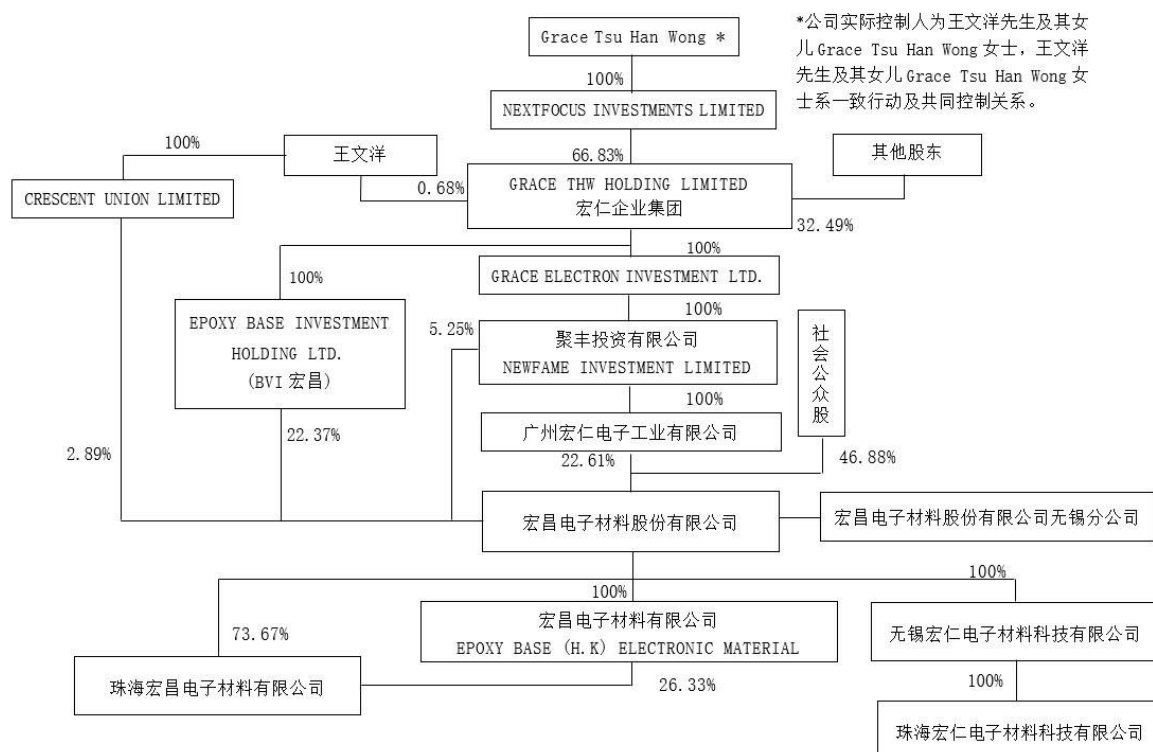 Grace Tsu Han Wong *
*公司实际控制人为王文洋先生及其女
儿Grace Tsu Han Wong女士，王文洋
先生及其女儿Grace Tsu Han Wong女
士系一致行动及共同控制关系。
100%
NEXTFOCUS INVESTMENTS LIMITED
100%
王文洋
66.83%
其他股东
CRESCENT UNION LIMITED
0.68%
GRACE THW HOLDING LIMITED
宏仁企业集团
32.49%
100%
GRACE ELECTRON INVESTMENT LTD.
100%
100%
EPOXY BASE INVESTMENT
HOLDING LTD.
(BVI宏昌)
5.25%
聚丰投资有限公司
NEWFAME INVESTMENT LIMITED
社会公众股
100%
广州宏仁电子工业有限公司
2.89%
22.37%
22.61%
46.88%
宏昌电子材料股份有限公司
宏昌电子材料股份有限公司无锡分公司
100%
100%
73.67%
宏昌电子材料有限公司
EPOXY BASE (H.K) ELECTRONIC MATERIAL
无锡宏仁电子材料科技有限公司
珠海宏昌电子材料有限公司
26.33%
100%
珠海宏仁电子材料科技有限公司